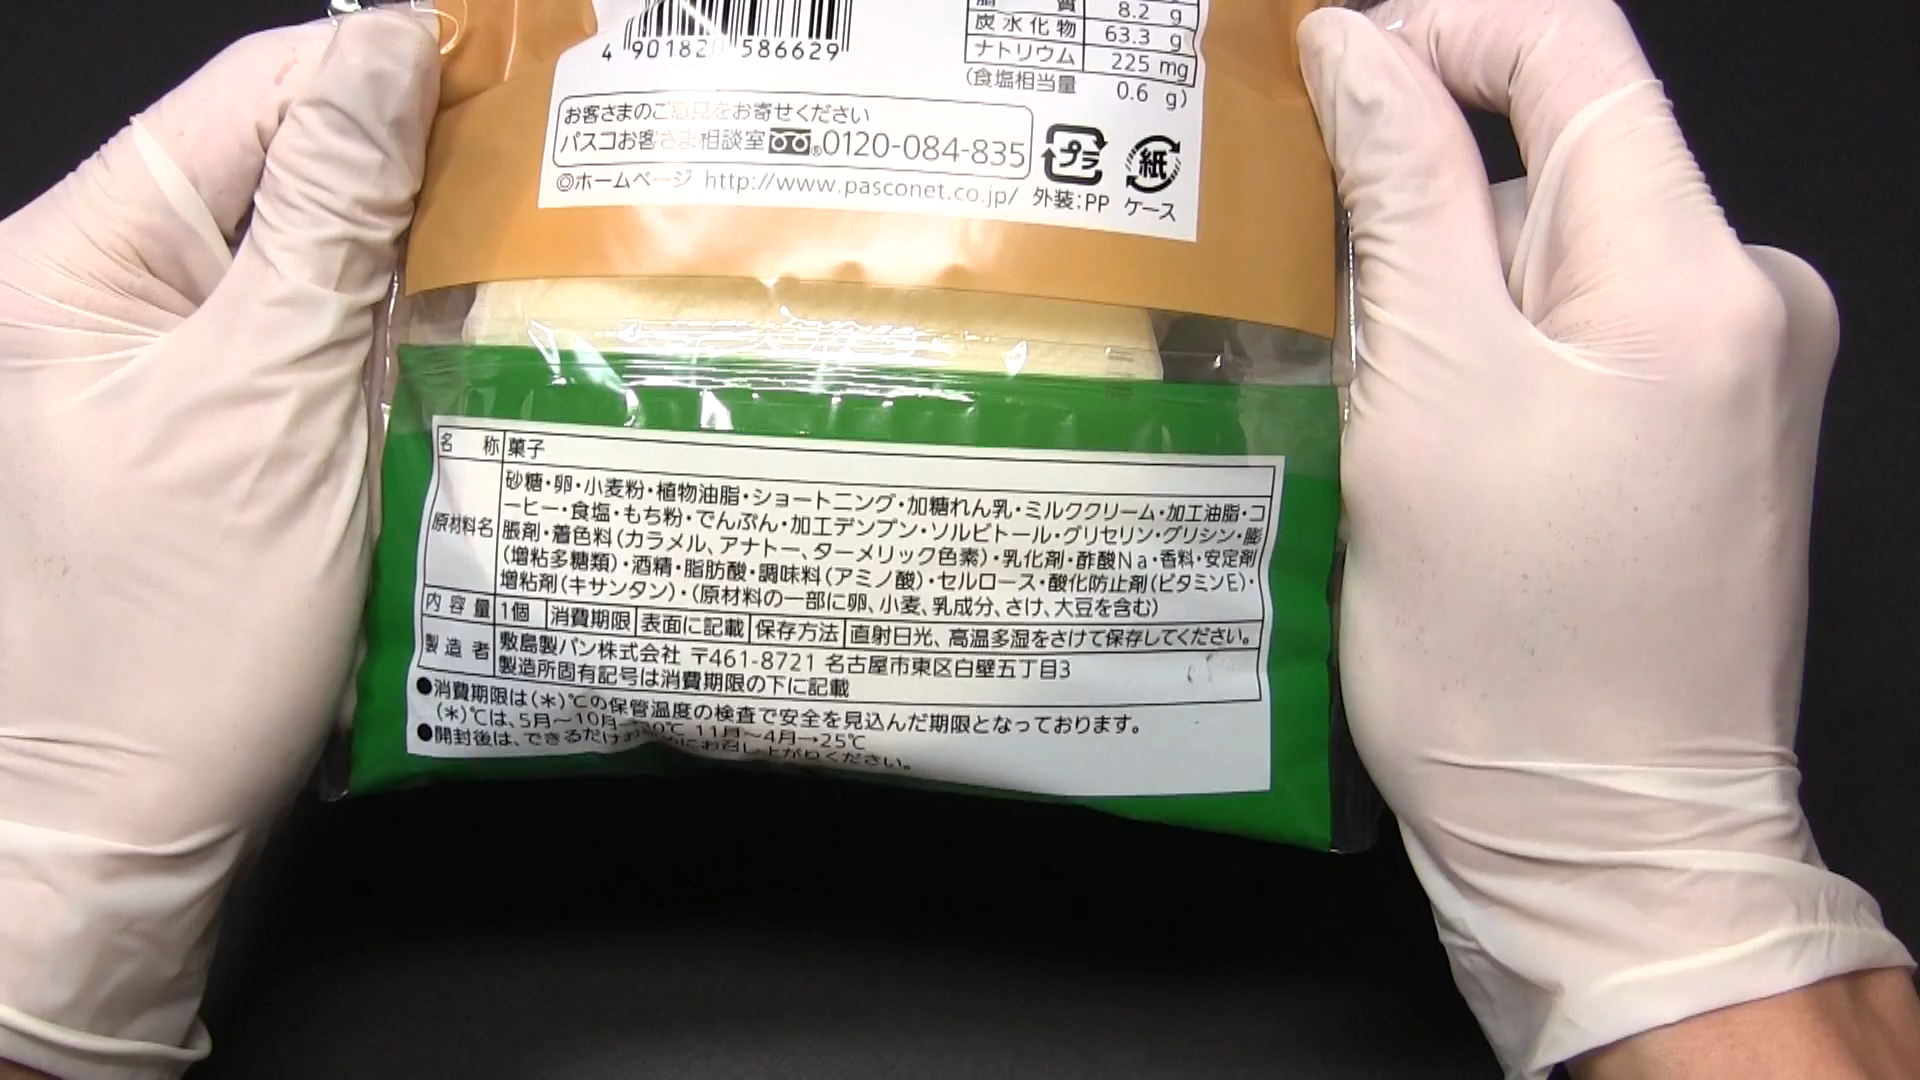 質 8.2 g
炭水化物 63.3 g
ナトリウム 225 mg
(食塩相当量 0.6 g)
4 901820 586629
お客さまのご意見をお寄せください
パスコお客さま相談室 ®0120-084-835
◎ホームページ http://www.pasconet.co.jp/
プラ 紙
外装:PP ケース
名称 菓子
原材料名 砂糖・卵・小麦粉・植物油脂・ショートニング・加糖れん乳・ミルククリーム・加工油脂・コ
ーヒー・食塩・もち粉・でんぷん・加工デンプン・ソルビトール・グリセリン・グリシン・膨
脹剤・着色料(カラメル、アナトー、ターメリック色素)・乳化剤・酢酸Na・香料・安定剤
(増粘多糖類)・酒精・脂肪酸・調味料(アミノ酸)・セルロース・酸化防止剤(ビタミンE)・
増粘剤(キサンタン)・(原材料の一部に卵、小麦、乳成分、さけ、大豆を含む)
内容量 1個 消費期限 表面に記載 保存方法 直射日光、高温多湿をさけて保存してください。
製造者 敷島製パン株式会社 〒461-8721 名古屋市東区白壁五丁目3
製造所固有記号は消費期限の下に記載
●消費期限は(*)℃の保管温度の検査で安全を見込んだ期限となっております。
(*)℃は、5月〜10月→30℃ 11月〜4月→25℃
●開封後は、できるだけお にお召し上がりください。